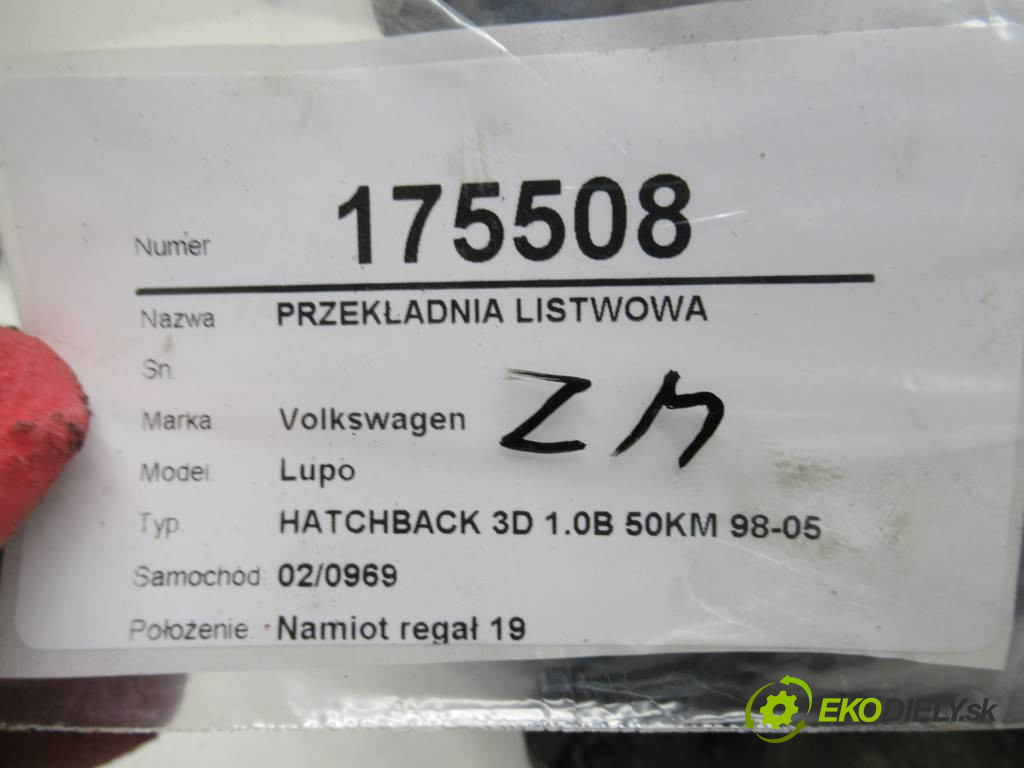 Numer 175508
Nazwa PRZEKŁADNIA LISTWOWA
Sn
Marka Volkswagen
Model. Lupo
Typ HATCHBACK 3D 1.0B 50KM 98-05
Samochód: 02/0969
Położenie: Namiot regał 19
EKODIELY.sk